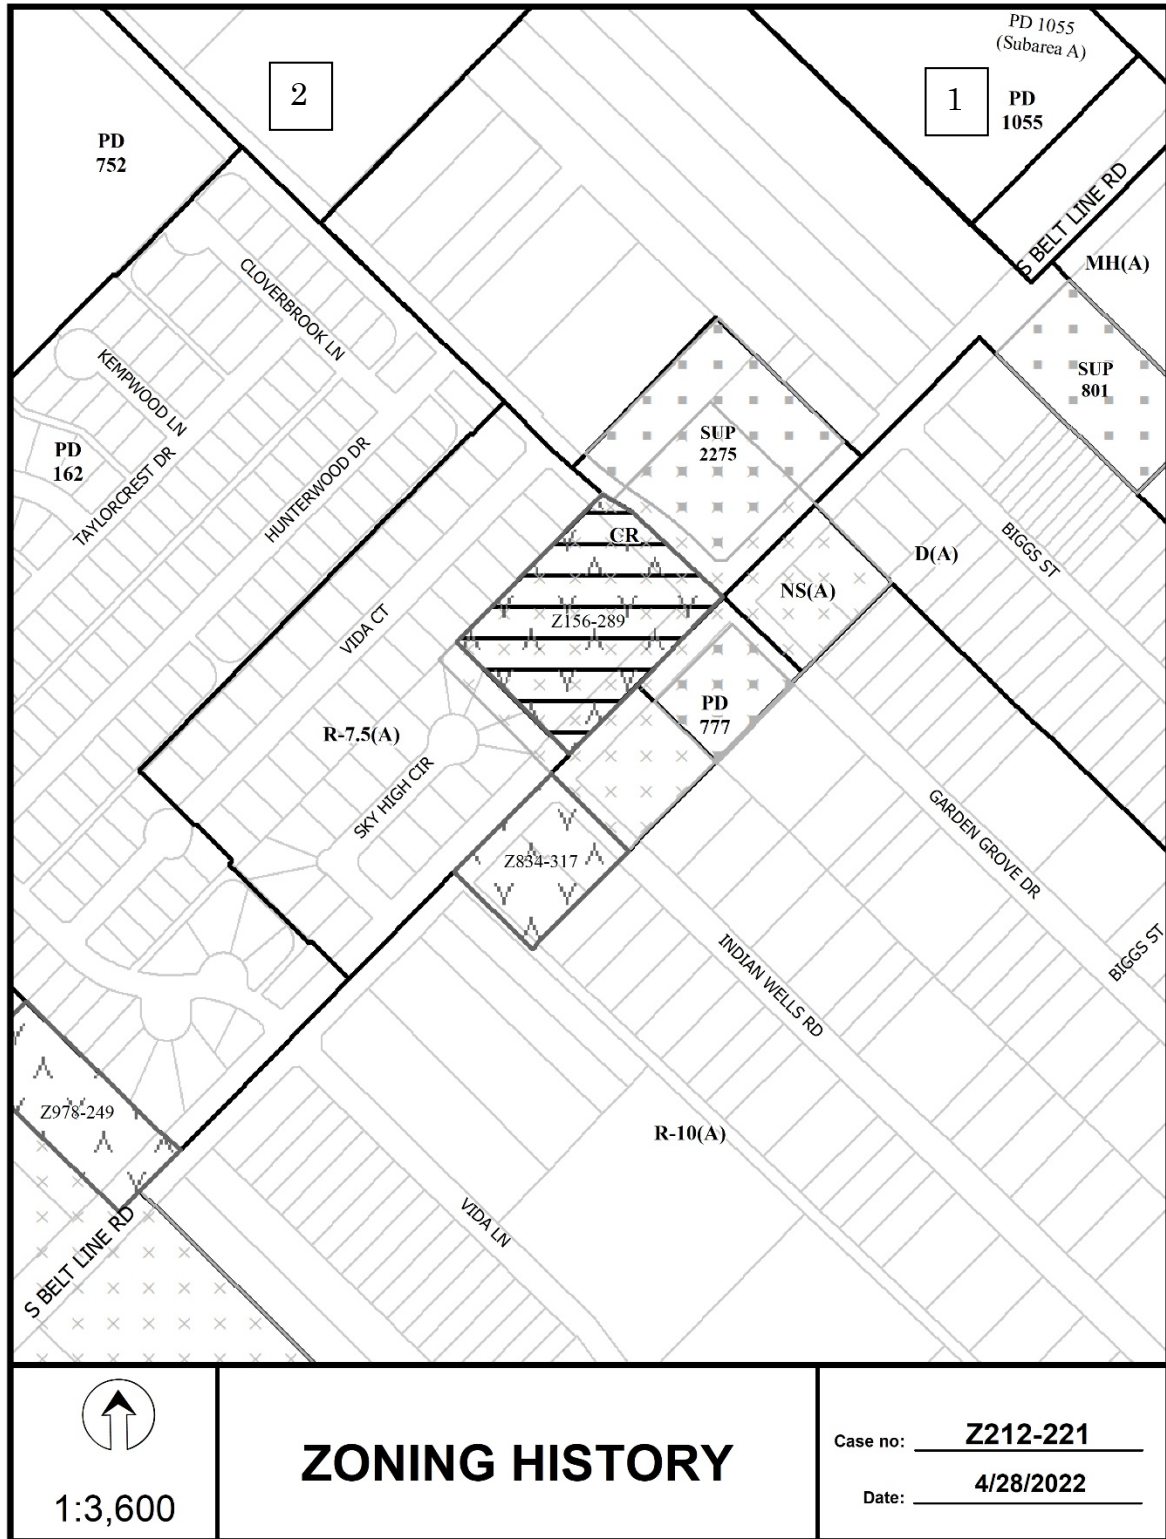 PD 1055
(Subarea A)
2
1
PD
1055
PD
752
S BELT LINE RD
MH(A)
CLOVERBROOK LN
KEMPWOOD LN
SUP
801
SUP
2275
PD
162
TAYLORCREST DR
HUNTERWOOD DR
CR
BIGGS ST
D(A)
NS(A)
Z156-289
VIDA CT
PD
777
R-7.5(A)
SKY HIGH CIR
GARDEN GROVE DR
Z834-317
INDIAN WELLS RD
BIGGS ST
Z978-249
R-10(A)
VIDA LN
S BELT LINE RD
1:3,600
ZONING HISTORY
Case no: Z212-221
Date: 4/28/2022